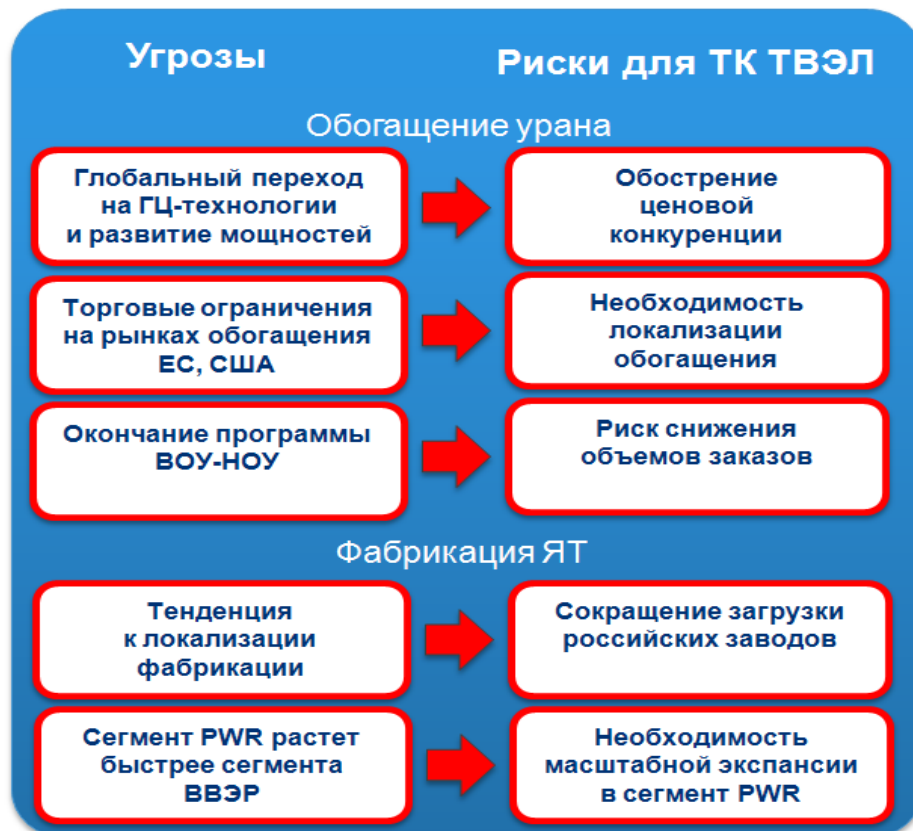 Угрозы
Риски для ТК ТВЭЛ
Обогащение урана
Глобальный переход
на ГЦ-технологии
и развитие мощностей
Обострение
ценовой
конкуренции
Торговые ограничения
на рынках обогащения
ЕС, США
Необходимость
локализации
обогащения
Окончание программы
ВОУ-НОУ
Риск снижения
объемов заказов
Фабрикация ЯТ
Тенденция
к локализации
фабрикации
Сокращение загрузки
российских заводов
Сегмент PWR растет
быстрее сегмента
ВВЭР
Необходимость
масштабной экспансии
в сегмент PWR